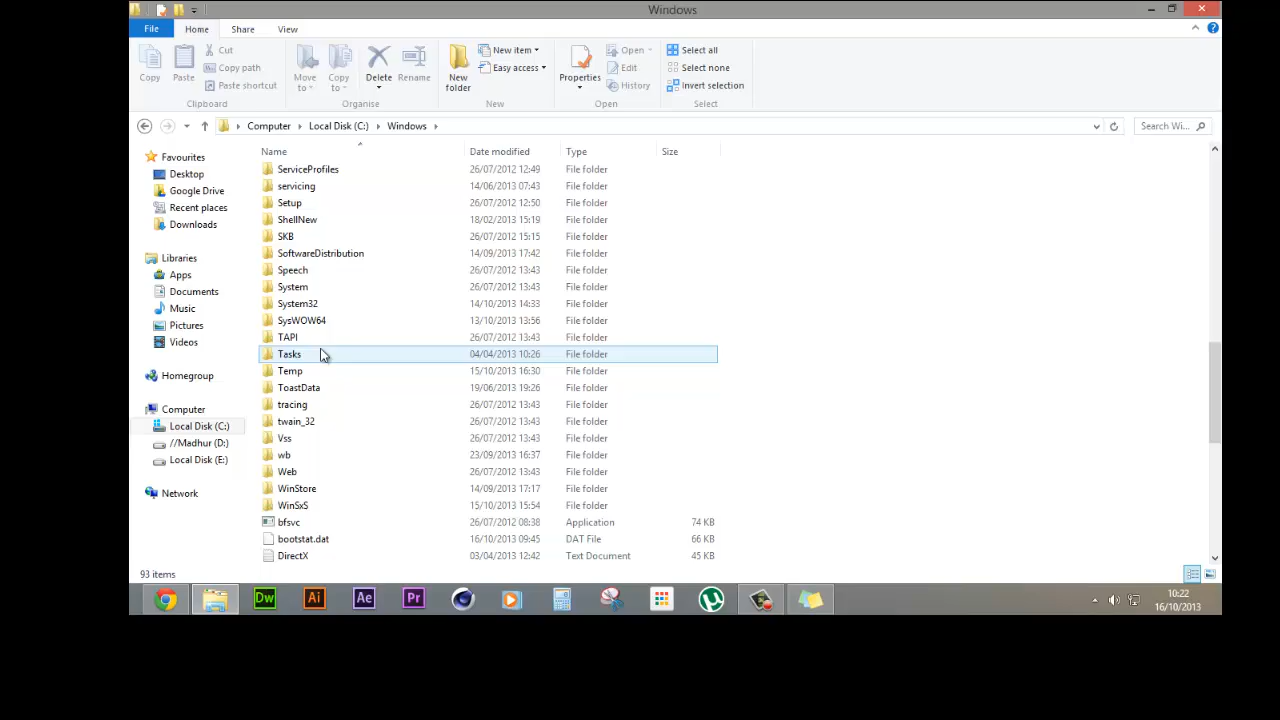 Windows
File Home Share View
Copy
Paste
Cut
Copy path
Paste shortcut
Clipboard
Move to
Copy to
Delete
Rename
Organise
New folder
New item
Easy access
New
Properties
Open
Edit
History
Open
Select all
Select none
Invert selection
Select
Computer Local Disk (C:) Windows
Search Wi...
Name Date modified Type Size
Favourites
Desktop
Google Drive
Recent places
Downloads
Libraries
Apps
Documents
Music
Pictures
Videos
Homegroup
Computer
Local Disk (C:)
//Madhur (D:)
Local Disk (E:)
Network
ServiceProfiles 26/07/2012 12:49 File folder
servicing 14/06/2013 07:43 File folder
Setup 26/07/2012 12:50 File folder
ShellNew 18/02/2013 15:19 File folder
SKB 26/07/2012 15:15 File folder
SoftwareDistribution 14/09/2013 17:42 File folder
Speech 26/07/2012 13:43 File folder
System 26/07/2012 13:43 File folder
System32 14/10/2013 14:33 File folder
SysWOW64 13/10/2013 13:56 File folder
TAPI 26/07/2012 13:43 File folder
Tasks 04/04/2013 10:26 File folder
Temp 15/10/2013 16:30 File folder
ToastData 19/06/2013 19:26 File folder
tracing 26/07/2012 13:43 File folder
twain_32 26/07/2012 13:43 File folder
Vss 26/07/2012 13:43 File folder
wb 23/09/2013 16:37 File folder
Web 26/07/2012 13:43 File folder
WinStore 14/09/2013 17:17 File folder
WinSxS 15/10/2013 15:54 File folder
bfsvc 26/07/2012 08:38 Application 74 KB
bootstat.dat 16/10/2013 09:45 DAT File 66 KB
DirectX 03/04/2013 12:42 Text Document 45 KB
93 items
Dw Ai Ae Pr
10:22
16/10/2013